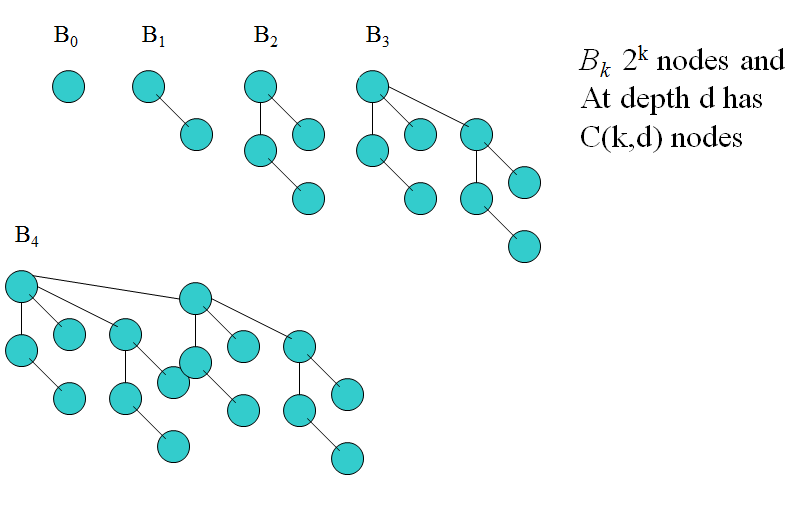 B₀ B₁ B₂ B₃
Bₖ 2ᵏ nodes and
At depth d has
C(k,d) nodes
B₄